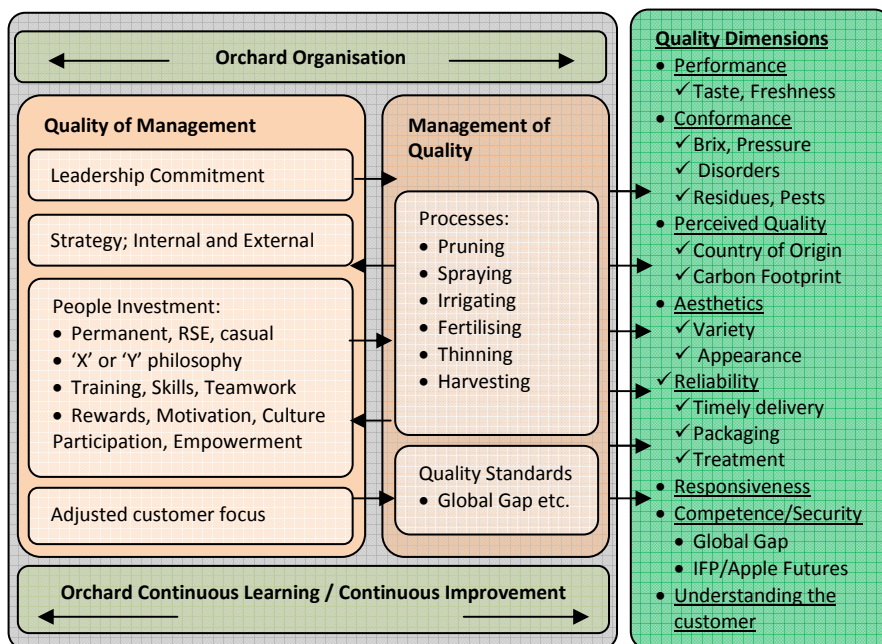 Orchard Organisation
Quality of Management
Leadership Commitment
Strategy; Internal and External
People Investment:
• Permanent, RSE, casual
• ‘X’ or ‘Y’ philosophy
• Training, Skills, Teamwork
• Rewards, Motivation, Culture
Participation, Empowerment
Adjusted customer focus
Management of
Quality
Processes:
• Pruning
• Spraying
• Irrigating
• Fertilising
• Thinning
• Harvesting
Quality Standards
• Global Gap etc.
Orchard Continuous Learning / Continuous Improvement
Quality Dimensions
• Performance
✓Taste, Freshness
• Conformance
✓Brix, Pressure
✓ Disorders
✓Residues, Pests
• Perceived Quality
✓Country of Origin
✓Carbon Footprint
• Aesthetics
✓Variety
✓ Appearance
✓ Reliability
✓Timely delivery
✓Packaging
✓Treatment
• Responsiveness
• Competence/Security
• Global Gap
• IFP/Apple Futures
• Understanding the
customer